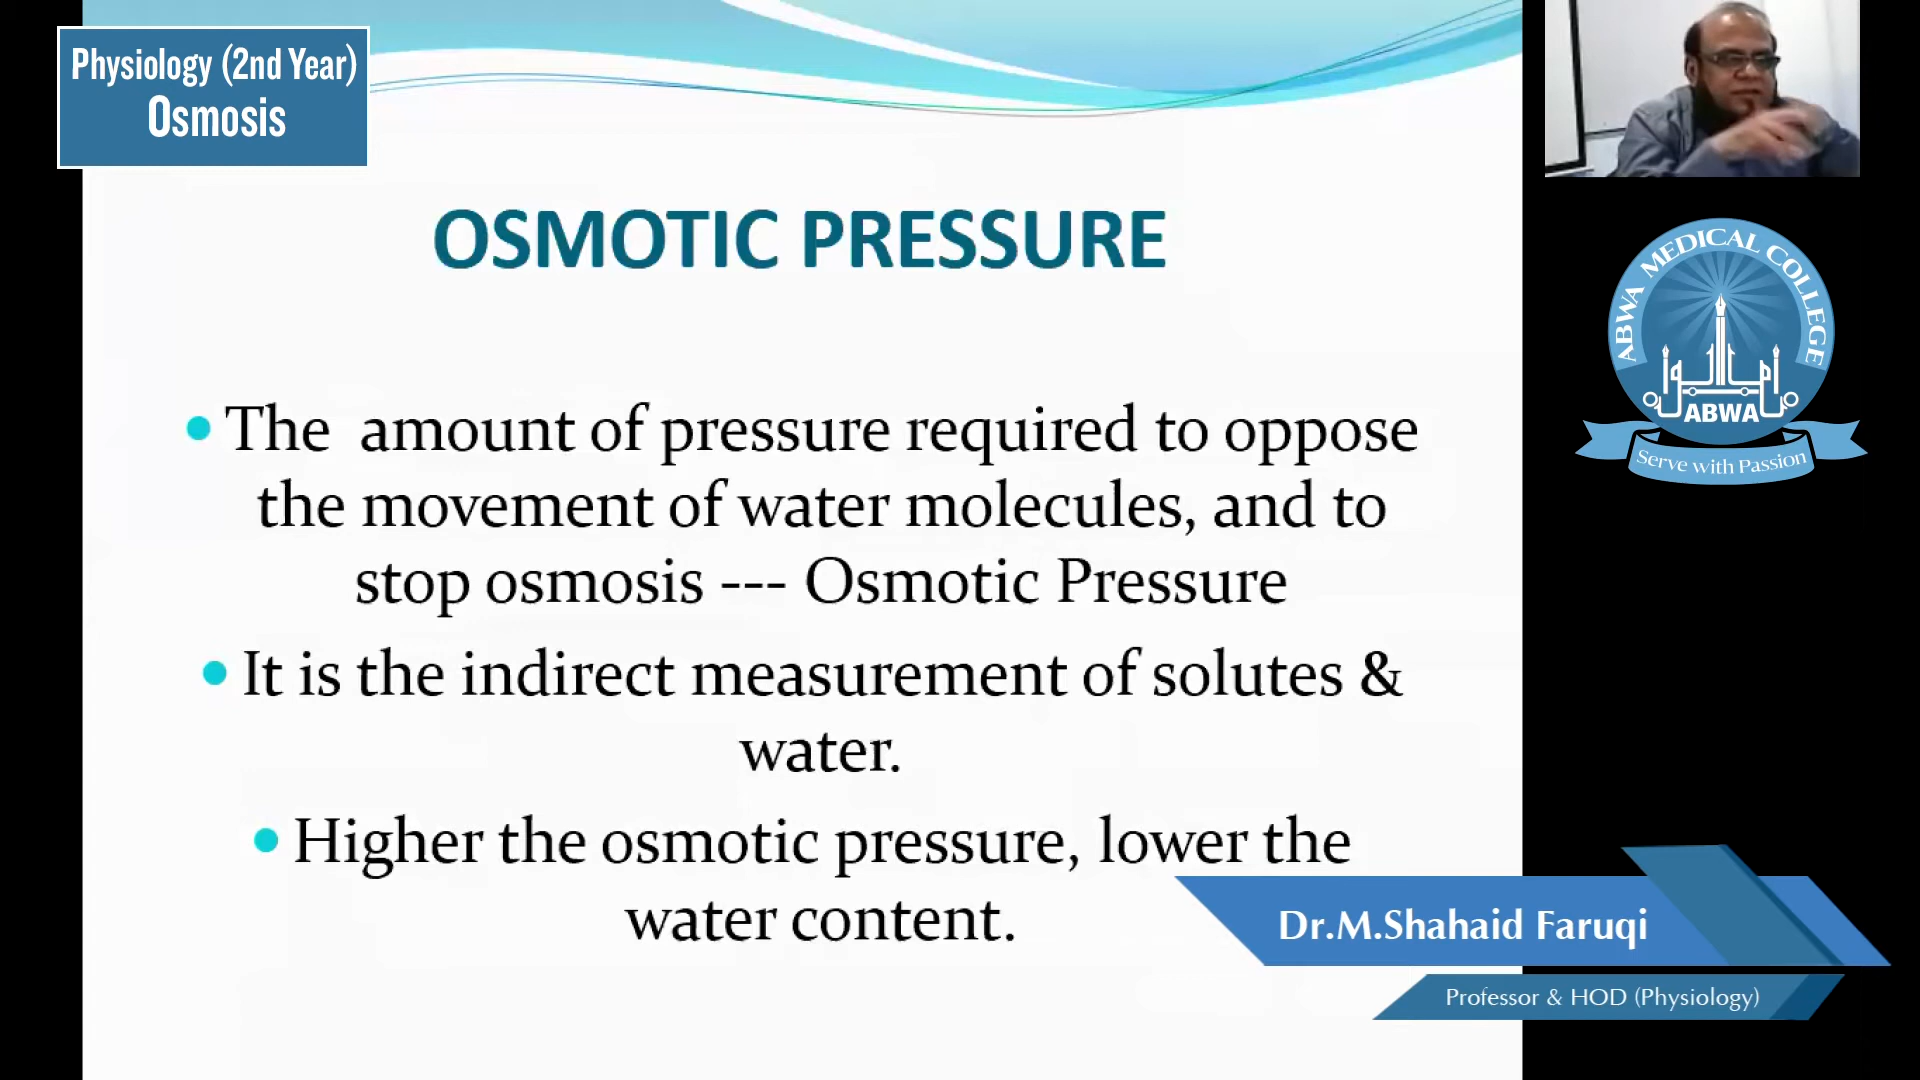 Physiology (2nd Year)
Osmosis
OSMOTIC PRESSURE
• The amount of pressure required to oppose
the movement of water molecules, and to
stop osmosis --- Osmotic Pressure
• It is the indirect measurement of solutes &
water.
• Higher the osmotic pressure, lower the
water content.
ABWA MEDICAL COLLEGE
ABWA
Serve with Passion
Dr.M.Shahaid Faruqi
Professor & HOD (Physiology)